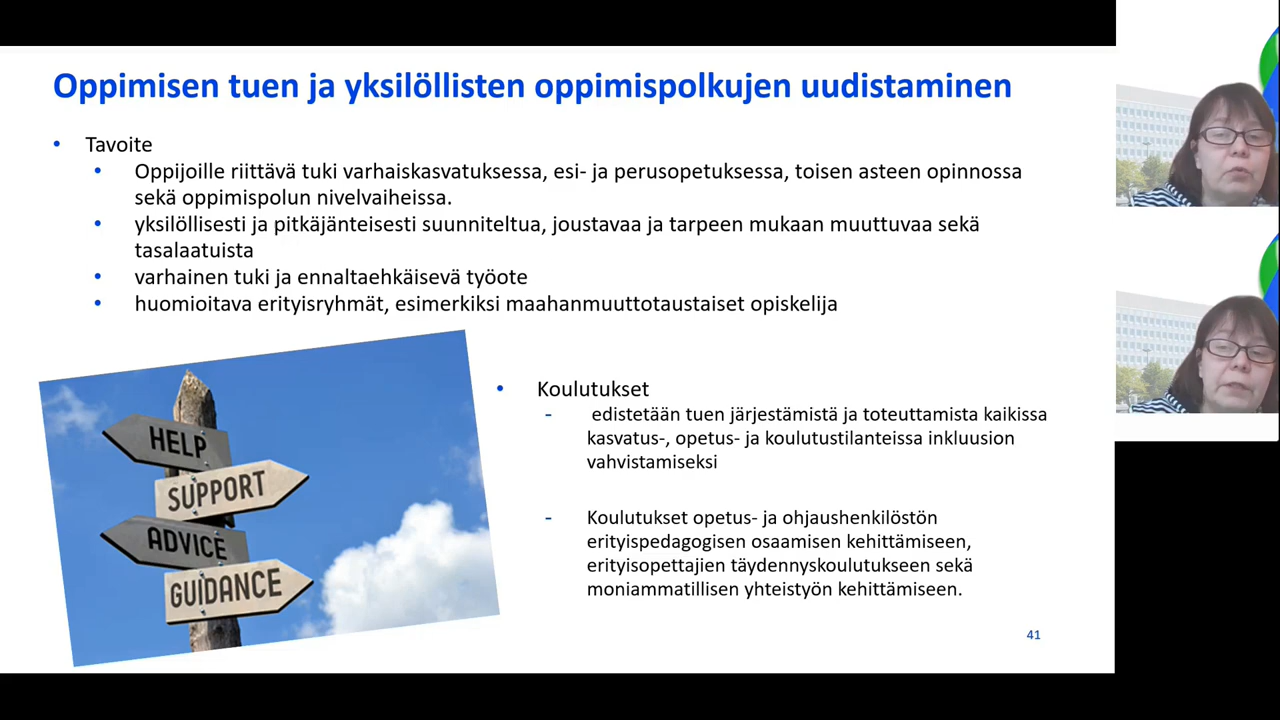 Oppimisen tuen ja yksilöllisten oppimispolkujen uudistaminen
• Tavoite
• Oppijoille riittävä tuki varhaiskasvatuksessa, esi- ja perusopetuksessa, toisen asteen opinnossa
sekä oppimispolun nivelvaiheissa.
• yksilöllisesti ja pitkäjänteisesti suunniteltua, joustavaa ja tarpeen mukaan muuttuvaa sekä
tasalaatuista
• varhainen tuki ja ennaltaehkäisevä työote
• huomioitava erityisryhmät, esimerkiksi maahanmuuttotaustaiset opiskelija
HELP
SUPPORT
ADVICE
GUIDANCE
• Koulutukset
- edistetään tuen järjestämistä ja toteuttamista kaikissa
kasvatus-, opetus- ja koulutustilanteissa inkluusion
vahvistamiseksi
- Koulutukset opetus- ja ohjaushenkilöstön
erityispedagogisen osaamisen kehittämiseen,
erityisopettajien täydennyskoulutukseen sekä
moniammatillisen yhteistyön kehittämiseen.
41